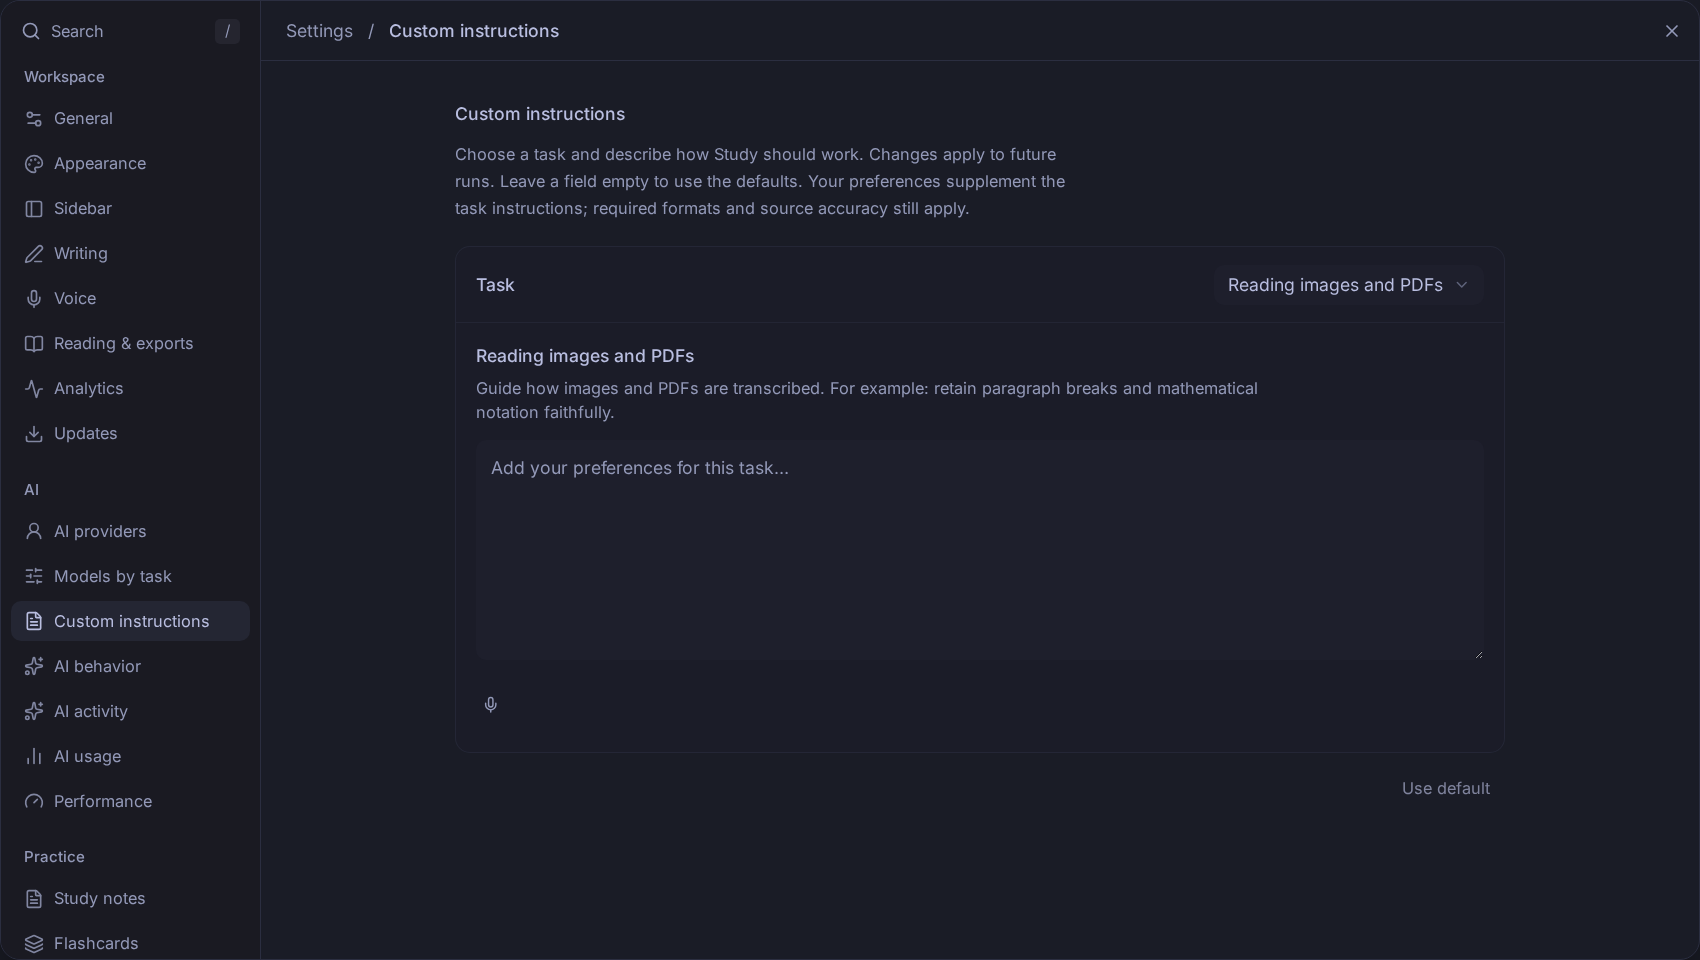 Search
/
Workspace
General
Appearance
Sidebar
Writing
Voice
Reading & exports
Analytics
Updates
AI
AI providers
Models by task
Custom instructions
AI behavior
AI activity
AI usage
Performance
Practice
Study notes
Flashcards
Settings / Custom instructions
Custom instructions
Choose a task and describe how Study should work. Changes apply to future
runs. Leave a field empty to use the defaults. Your preferences supplement the
task instructions; required formats and source accuracy still apply.
Task
Reading images and PDFs
Reading images and PDFs
Guide how images and PDFs are transcribed. For example: retain paragraph breaks and mathematical
notation faithfully.
Add your preferences for this task...
Use default